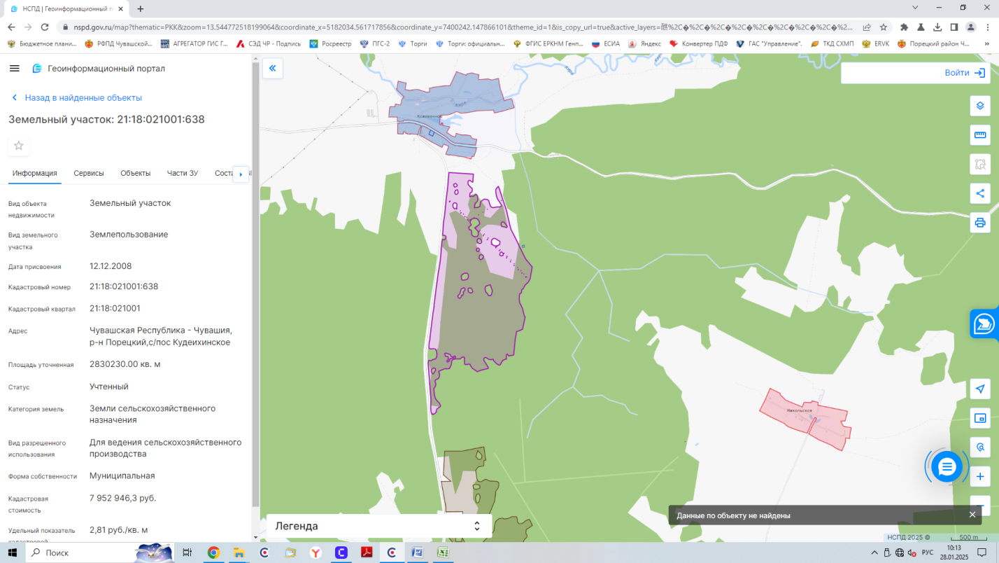 НСПД | Геоинформационный п
nspd.gov.ru/map?thematic=PKK&zoom=13.544772518199064&coordinate_x=5182034.561717856&coordinate_y=7400242.147866101&theme_id=1&is_copy_url=true&active_layers=
Бюджетное плани...
РФПД Чувашской...
АГРЕГАТОР ГИС Г...
СЭД ЧР - Подпись
Росреестр
ПГС-2
Торги
Торги: официальн...
ФГИС ЕРКНМ Генп...
ЕСИА
Яндекс
Конвертер ПДФ
ГАС "Управление".
ТКД СХМП
ERVK
Порецкий район Ч...
»
Геоинформационный портал
Войти
Назад в найденные объекты
Земельный участок: 21:18:021001:638
Информация
Сервисы
Объекты
Части ЗУ
Соста
Вид объекта
недвижимости
Земельный участок
Вид земельного
участка
Землепользование
Дата присвоения
12.12.2008
Кадастровый номер
21:18:021001:638
Кадастровый квартал
21:18:021001
Адрес
Чувашская Республика - Чувашия,
р-н Порецкий,с/пос Кудеихинское
Площадь уточненная
2830230.00 кв. м
Статус
Учтенный
Категория земель
Земли сельскохозяйственного
назначения
Вид разрешенного
использования
Для ведения сельскохозяйственного
производства
Форма собственности
Муниципальная
Кадастровая
стоимость
7 952 946,3 руб.
Удельный показатель
кадастровой
2,81 руб./кв. м
Никольское
Легенда
Данные по объекту не найдены
НСПД 2025 ©
500 m
Поиск
РУС
10:13
28.01.2025